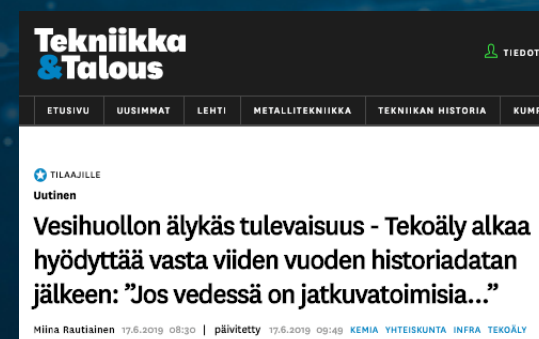 Tekniikka
&Talous
TIEDOT
ETUSIVU UUSIMMAT LEHTI METALLITEKNIIKKA TEKNIIKAN HISTORIA KUMP
TILAAJILLE
Uutinen
Vesihuollon älykäs tulevaisuus - Tekoäly alkaa
hyödyttää vasta viiden vuoden historiadatan
jälkeen: ”Jos vedessä on jatkuvatoimisia...”
Miina Rautiainen 17.6.2019 08:30 | päivitetty 17.6.2019 09:49 KEMIA YHTEISKUNTA INFRA TEKOÄLY